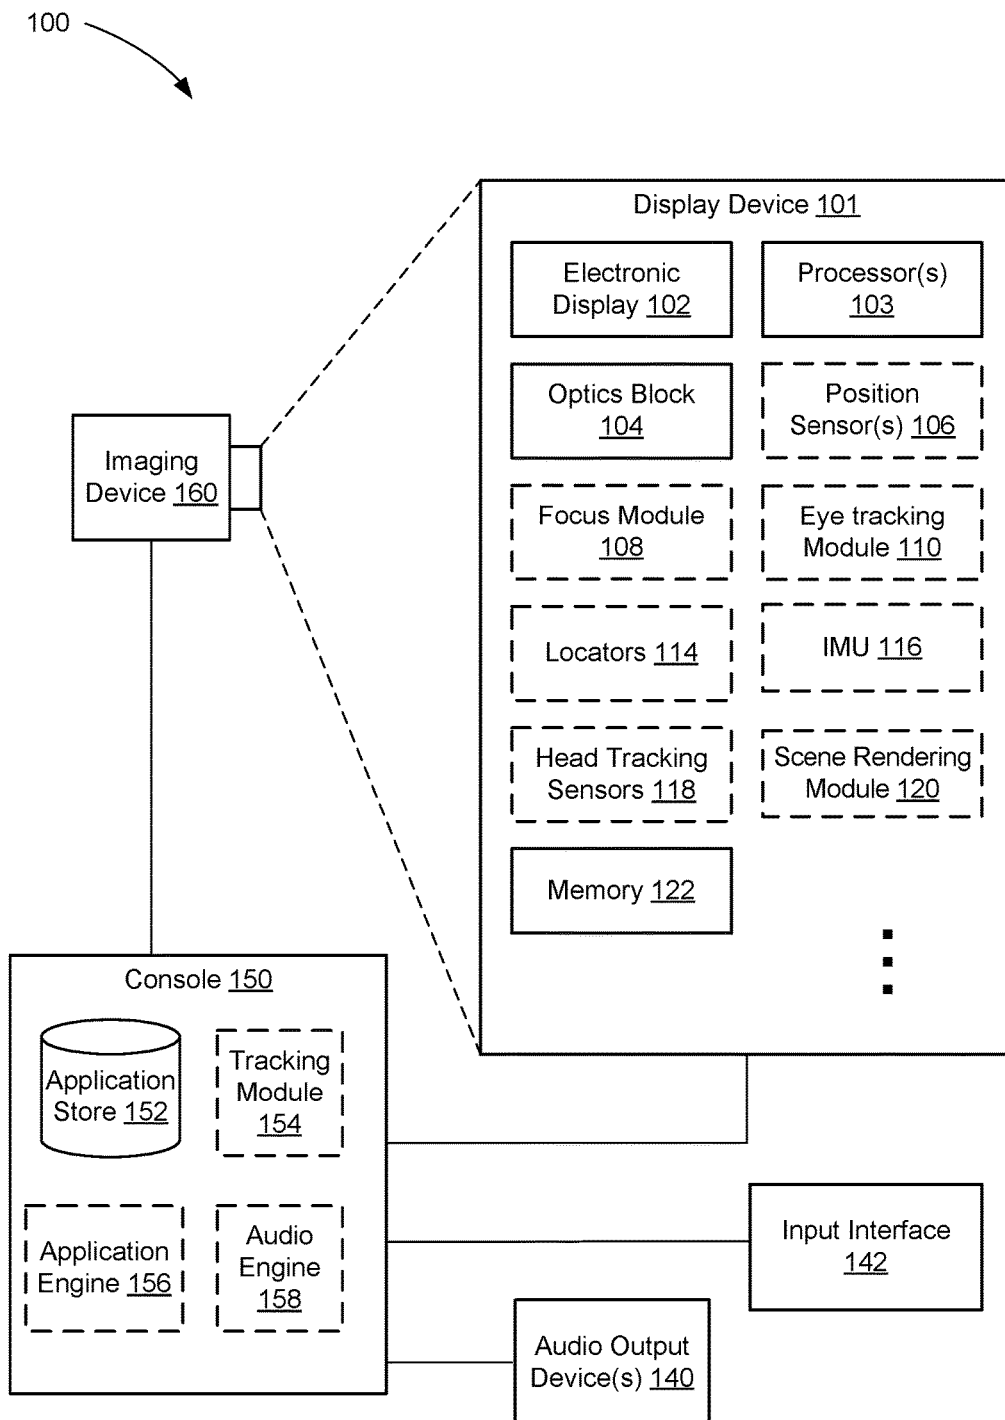 100
Display Device 101
Electronic
Display 102
Processor(s)
103
Optics Block
104
Position
Sensor(s) 106
Imaging
Device 160
Focus Module
108
Eye tracking
Module 110
Locators 114
IMU 116
Head Tracking
Sensors 118
Scene Rendering
Module 120
Memory 122
Console 150
Application
Store 152
Tracking
Module
154
Application
Engine 156
Audio
Engine
158
Input Interface
142
Audio Output
Device(s) 140